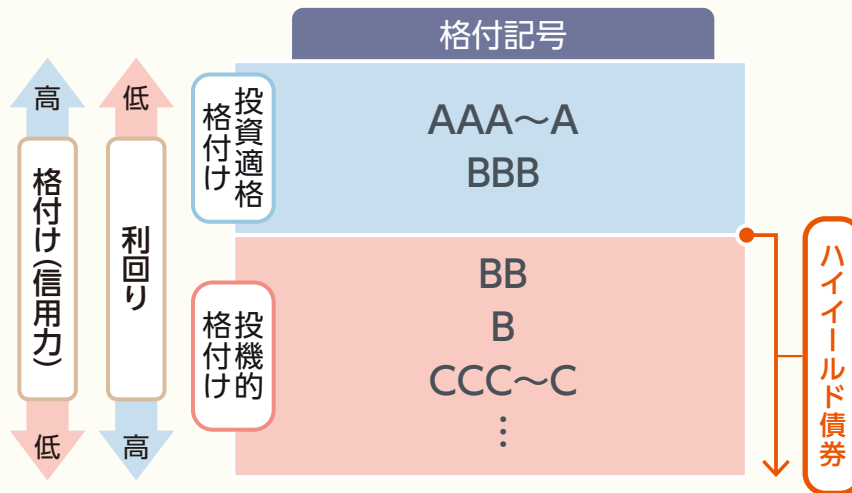 格付記号
高
低
格付け(信用力)
利回り
低
高
投資適格
格付け
AAA～A
BBB
投機的
格付け
BB
B
CCC～C
⋮
ハイイールド債券